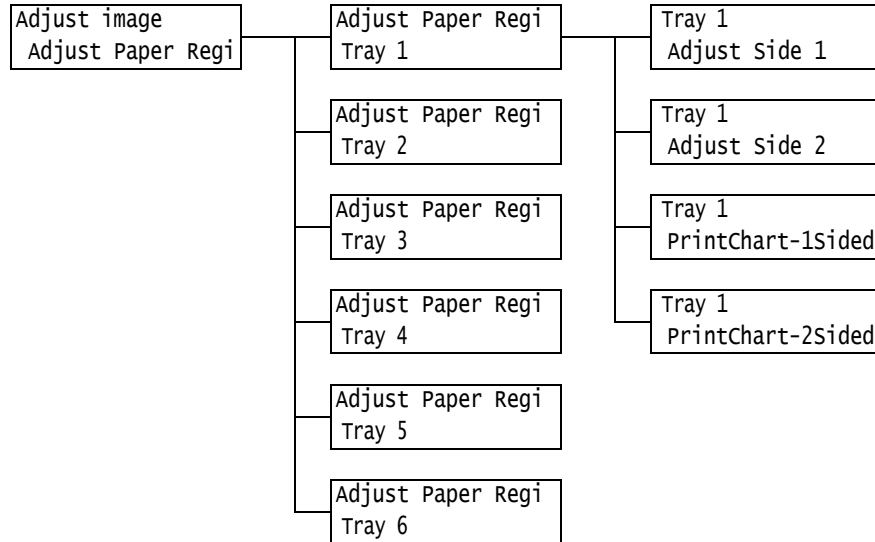 Adjust image
Adjust Paper Regi
Adjust Paper Regi
Tray 1
Tray 1
Adjust Side 1
Adjust Paper Regi
Tray 2
Tray 1
Adjust Side 2
Adjust Paper Regi
Tray 3
Tray 1
PrintChart-1Sided
Adjust Paper Regi
Tray 4
Tray 1
PrintChart-2Sided
Adjust Paper Regi
Tray 5
Adjust Paper Regi
Tray 6